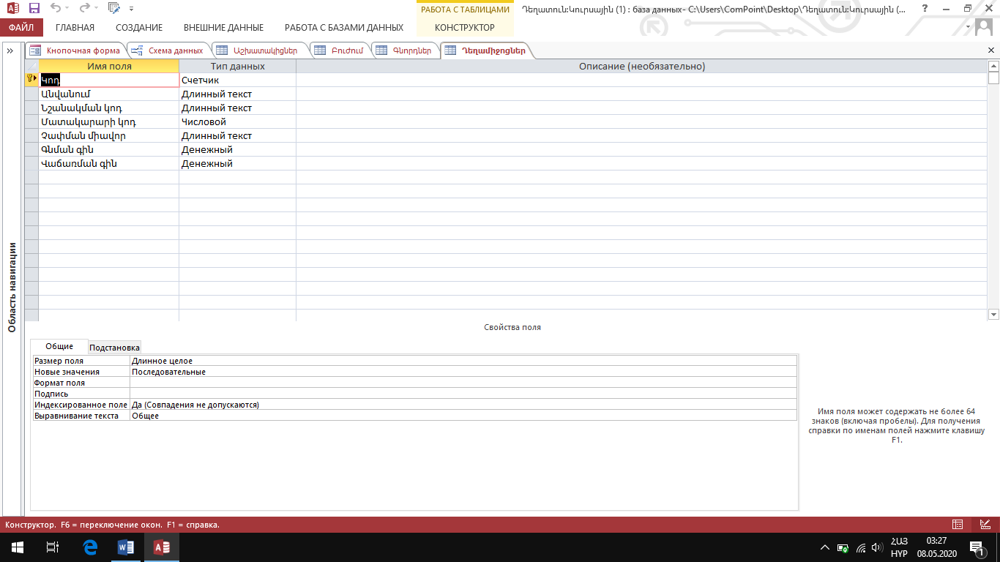 РАБОТА С ТАБЛИЦАМИ
Դեղատուն:Կուրսային (1) : база данных- C:\Users\ComPoint\Desktop\Դեղատուն:Կուրսային (...
?
ФАЙЛ ГЛАВНАЯ СОЗДАНИЕ ВНЕШНИЕ ДАННЫЕ РАБОТА С БАЗАМИ ДАННЫХ КОНСТРУКТОР
Кнопочная форма Схема данных Աշխատակիցներ Բուժում Գնորդներ Դեղամիջոցներ
Имя поля Тип данных Описание (необязательно)
Կոդ Счетчик
Անվանում Длинный текст
Նշանակման կոդ Длинный текст
Մատակարարի կոդ Числовой
Չափման միավոր Длинный текст
Գնման գին Денежный
Վաճառման գին Денежный
Область навигации
Свойства поля
Общие Подстановка
Размер поля Длинное целое
Новые значения Последовательные
Формат поля
Подпись
Индексированное поле Да (Совпадения не допускаются)
Выравнивание текста Общее
Имя поля может содержать не более 64
знаков (включая пробелы). Для получения
справки по именам полей нажмите клавишу
F1.
Конструктор. F6 = переключение окон. F1 = справка.
ՀԱՅ
HYP
03:27
08.05.2020
1